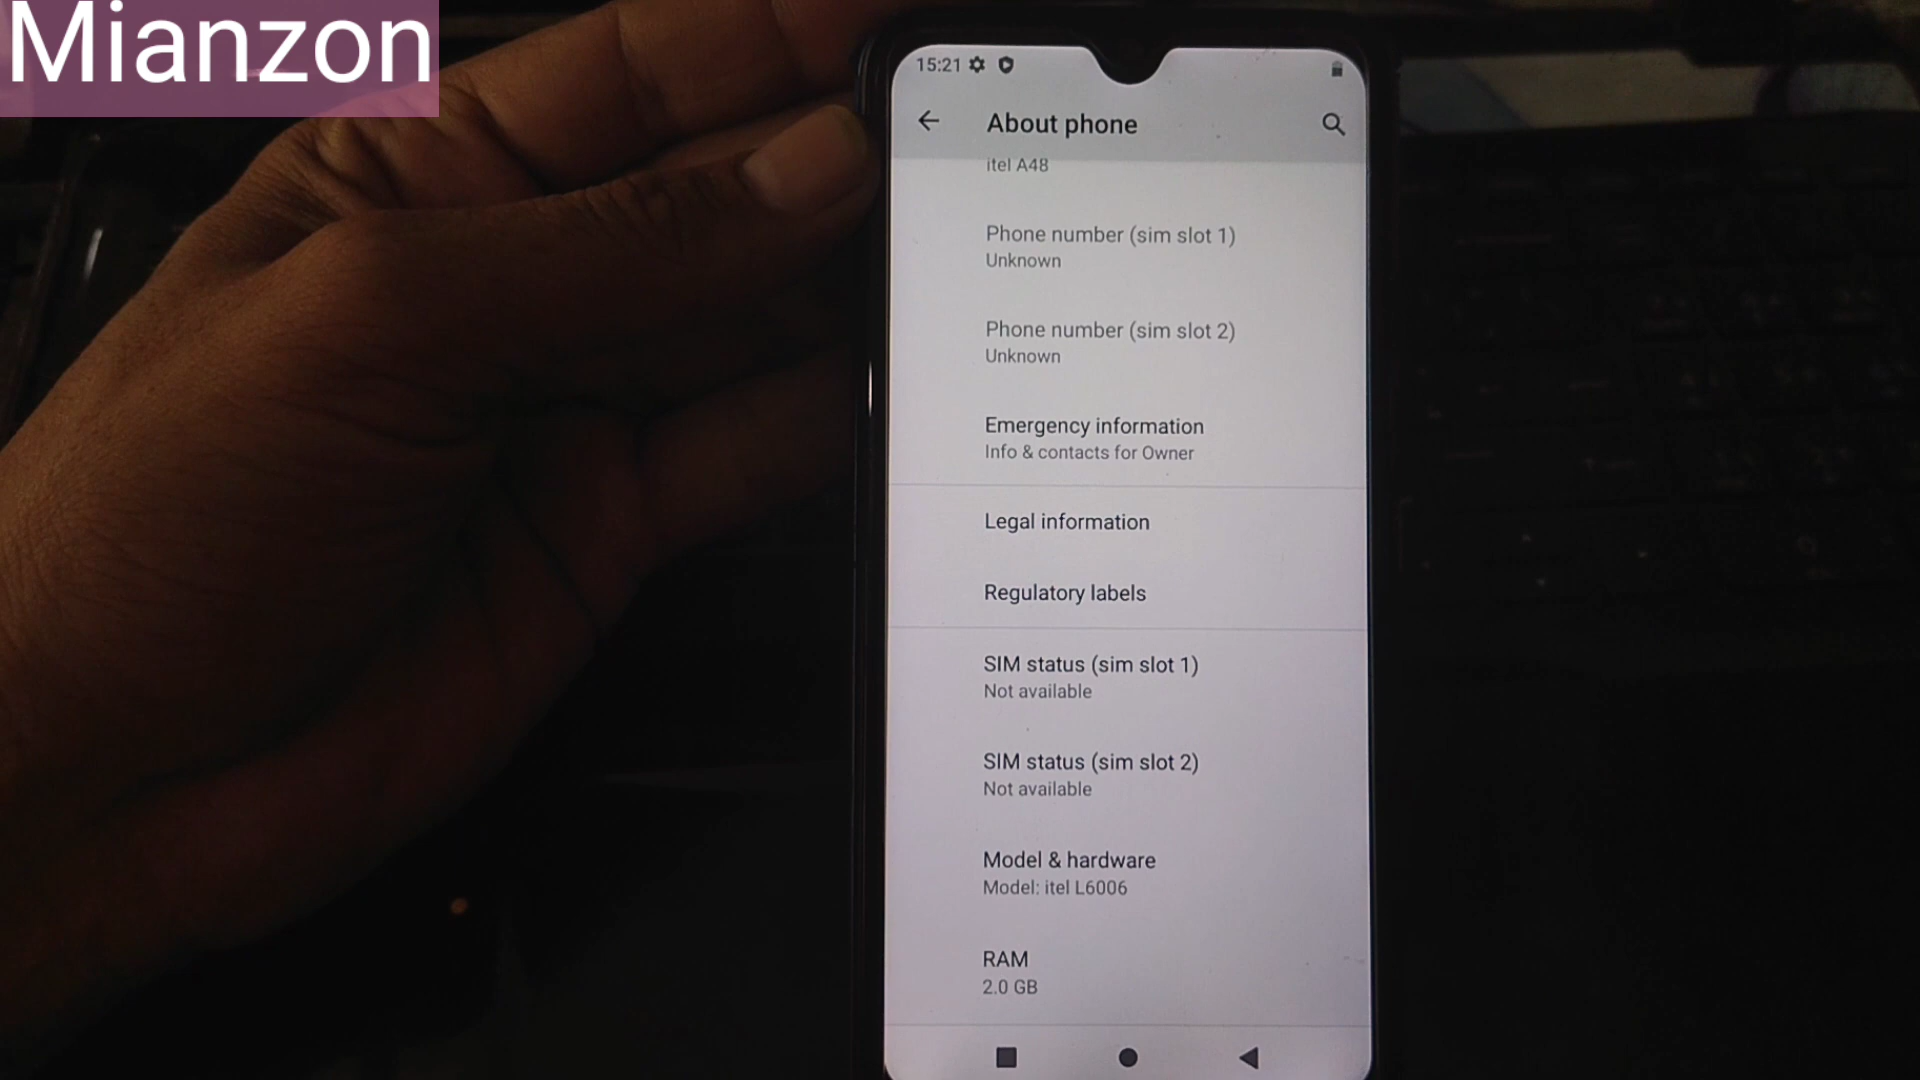 Mianzon
15:21
About phone
itel A48
Phone number (sim slot 1)
Unknown
Phone number (sim slot 2)
Unknown
Emergency information
Info & contacts for Owner
Legal information
Regulatory labels
SIM status (sim slot 1)
Not available
SIM status (sim slot 2)
Not available
Model & hardware
Model: itel L6006
RAM
2.0 GB